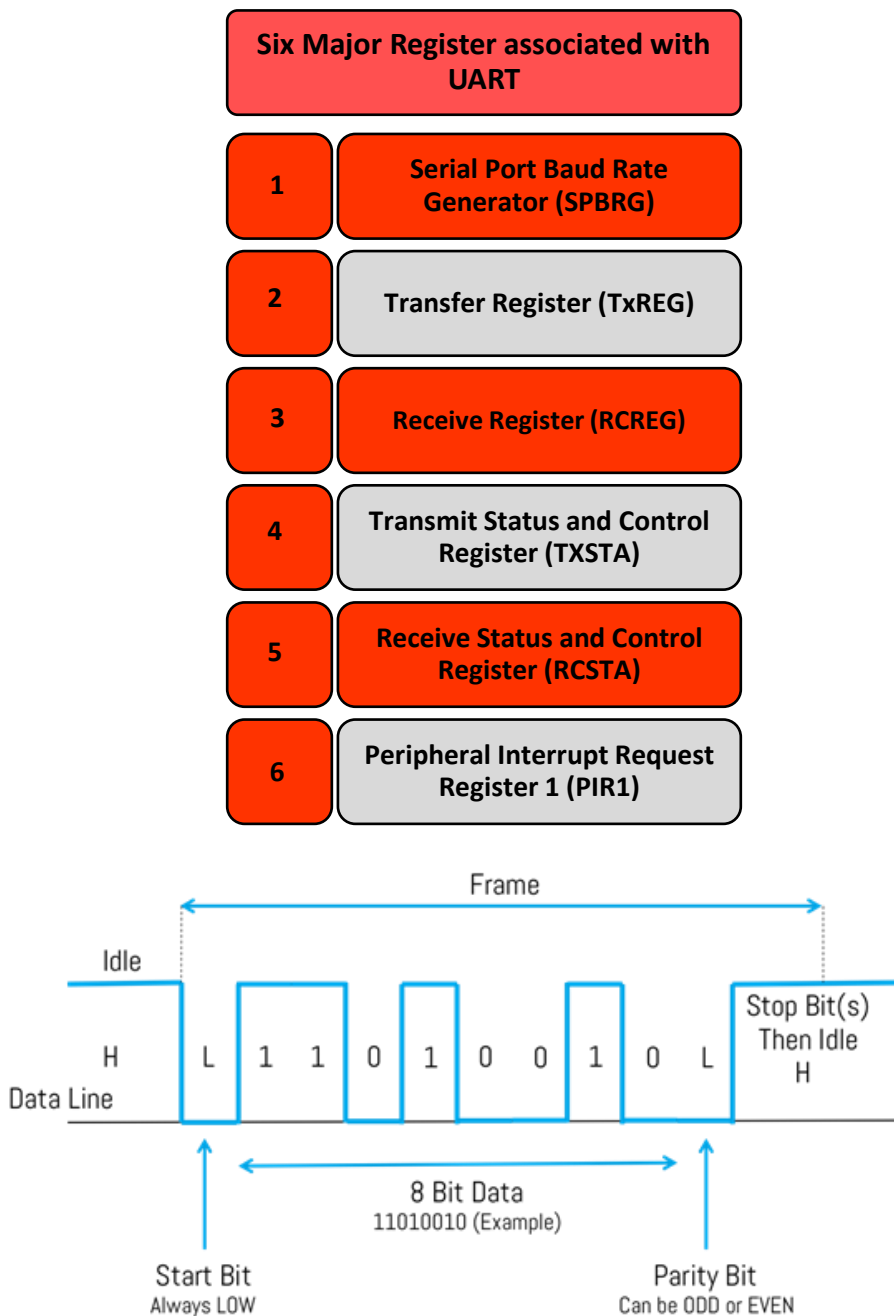 Six Major Register associated with
UART
1
Serial Port Baud Rate
Generator (SPBRG)
2
Transfer Register (TxREG)
3
Receive Register (RCREG)
4
Transmit Status and Control
Register (TXSTA)
5
Receive Status and Control
Register (RCSTA)
6
Peripheral Interrupt Request
Register 1 (PIR1)
Frame
Idle
H L 1 1 0 1 0 0 1 0 L
Stop Bit(s)
Then Idle
H
Data Line
8 Bit Data
11010010 (Example)
Start Bit
Always LOW
Parity Bit
Can be ODD or EVEN